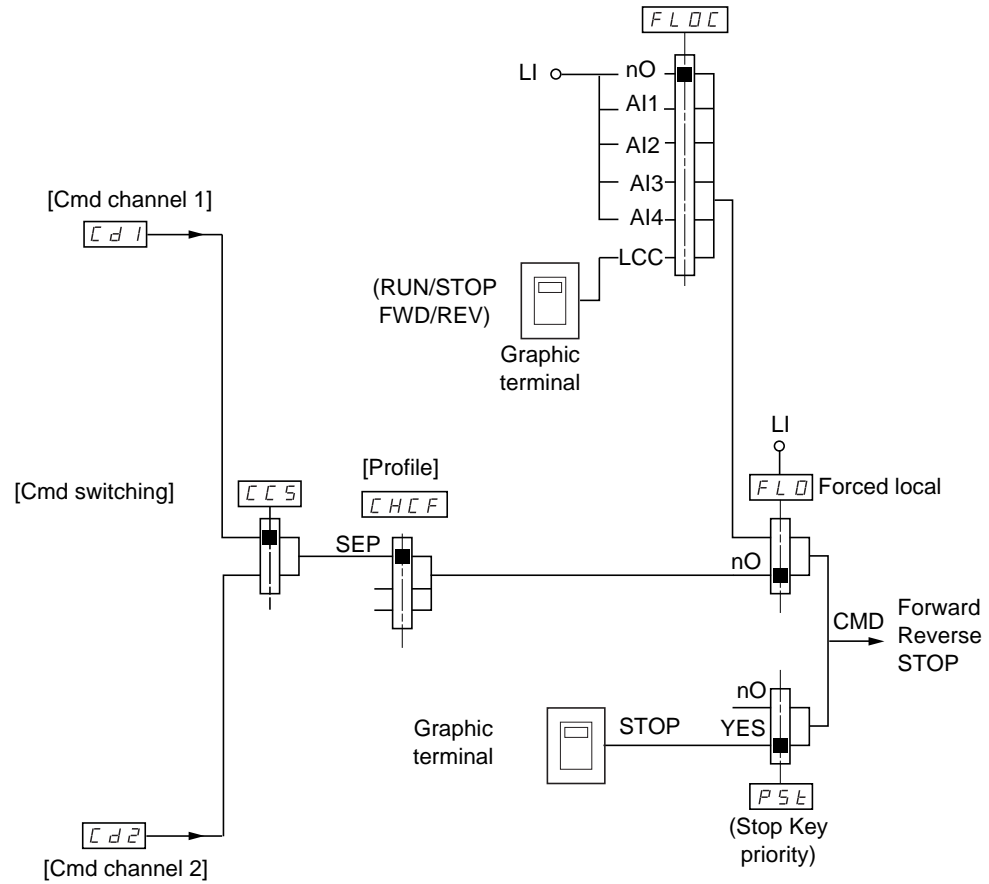 FLOC
LI
nO
AI1
AI2
AI3
AI4
LCC
[Cmd channel 1]
Cd1
(RUN/STOP
FWD/REV)
Graphic
terminal
LI
FLO Forced local
[Cmd switching]
CCS
[Profile]
CHCF
SEP
nO
CMD
Forward
Reverse
STOP
nO
Graphic
terminal
STOP
YES
PSt
(Stop Key
priority)
Cd2
[Cmd channel 2]